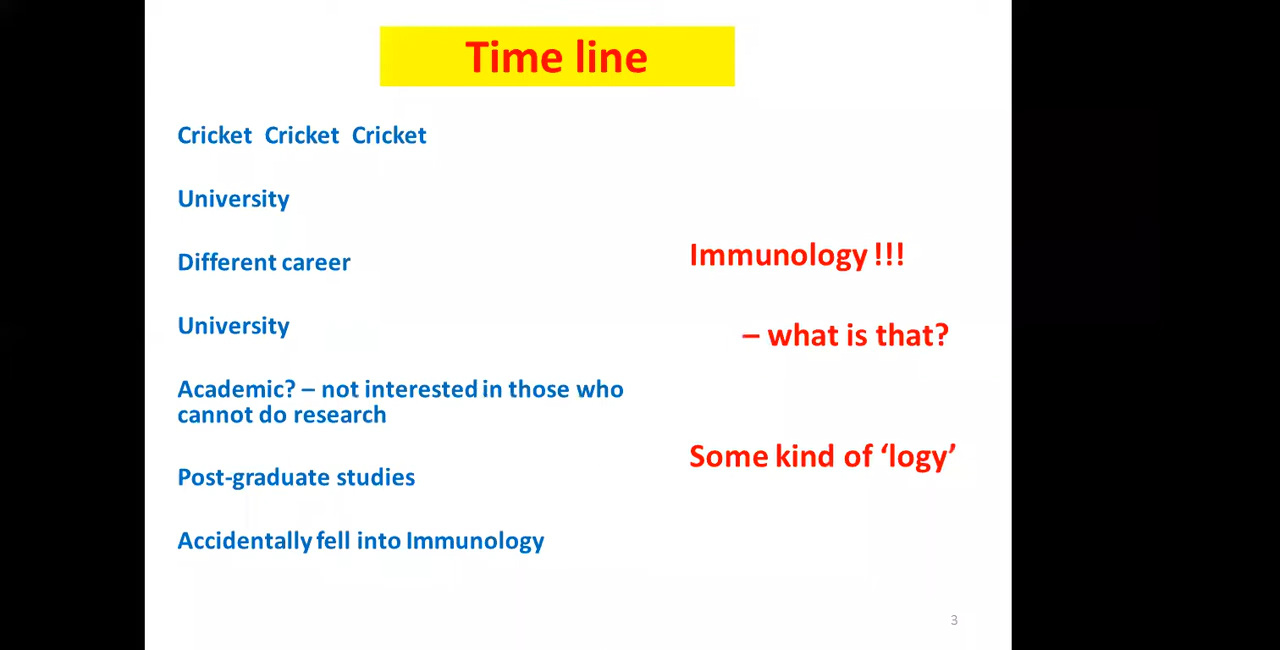 Time line
Cricket  Cricket  Cricket
University
Different career
University
Academic? – not interested in those who
cannot do research
Post-graduate studies
Accidentally fell into Immunology
Immunology !!!
– what is that?
Some kind of ‘logy’
3